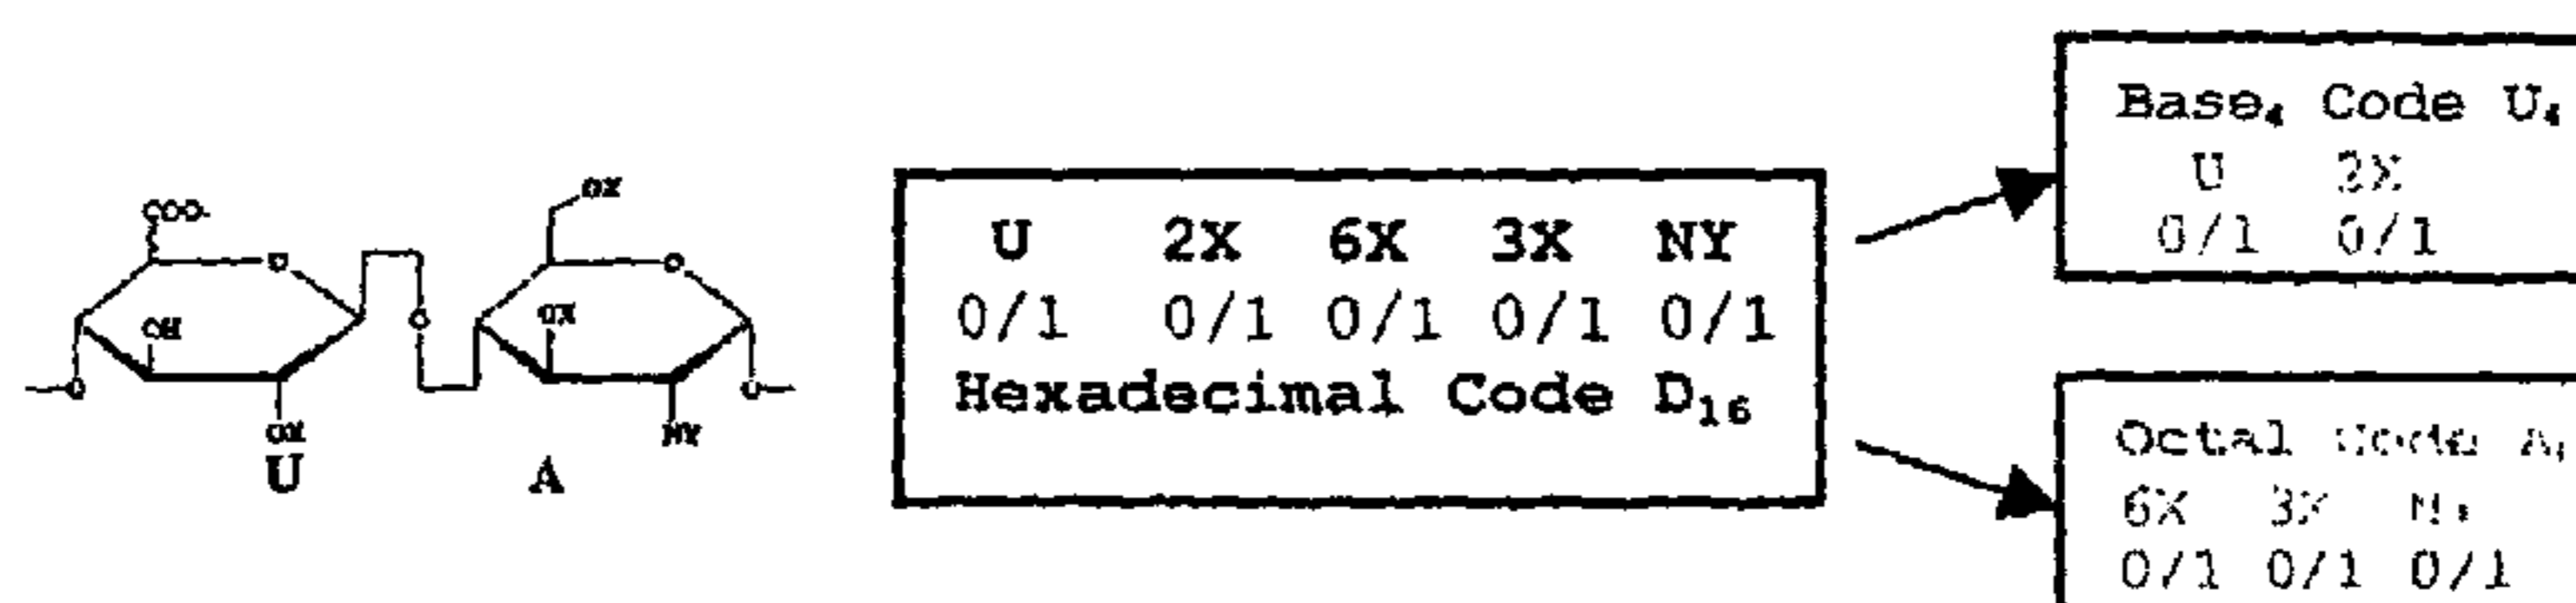 COO-
O
OH
OX
U
O
OX
O
OX
NY
A
O
O
U 2X 6X 3X NY
0/1 0/1 0/1 0/1 0/1
Hexadecimal Code D₁₆
Base₄ Code U₄
U 2X
0/1 0/1
Octal Code
6X 3X
0/1 0/1 0/1